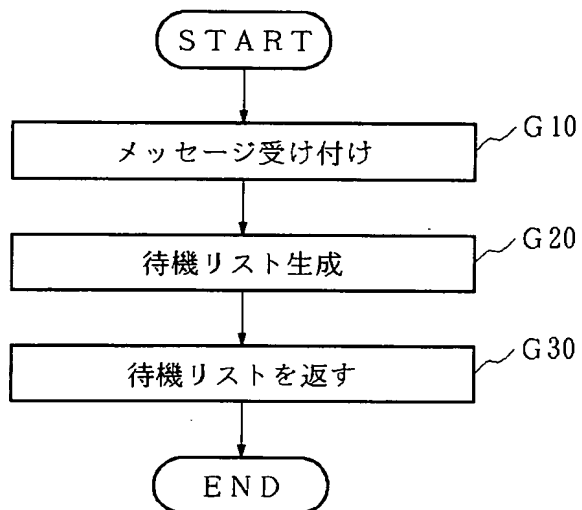 START
メッセージ受け付け
G10
待機リスト生成
G20
待機リストを返す
G30
END